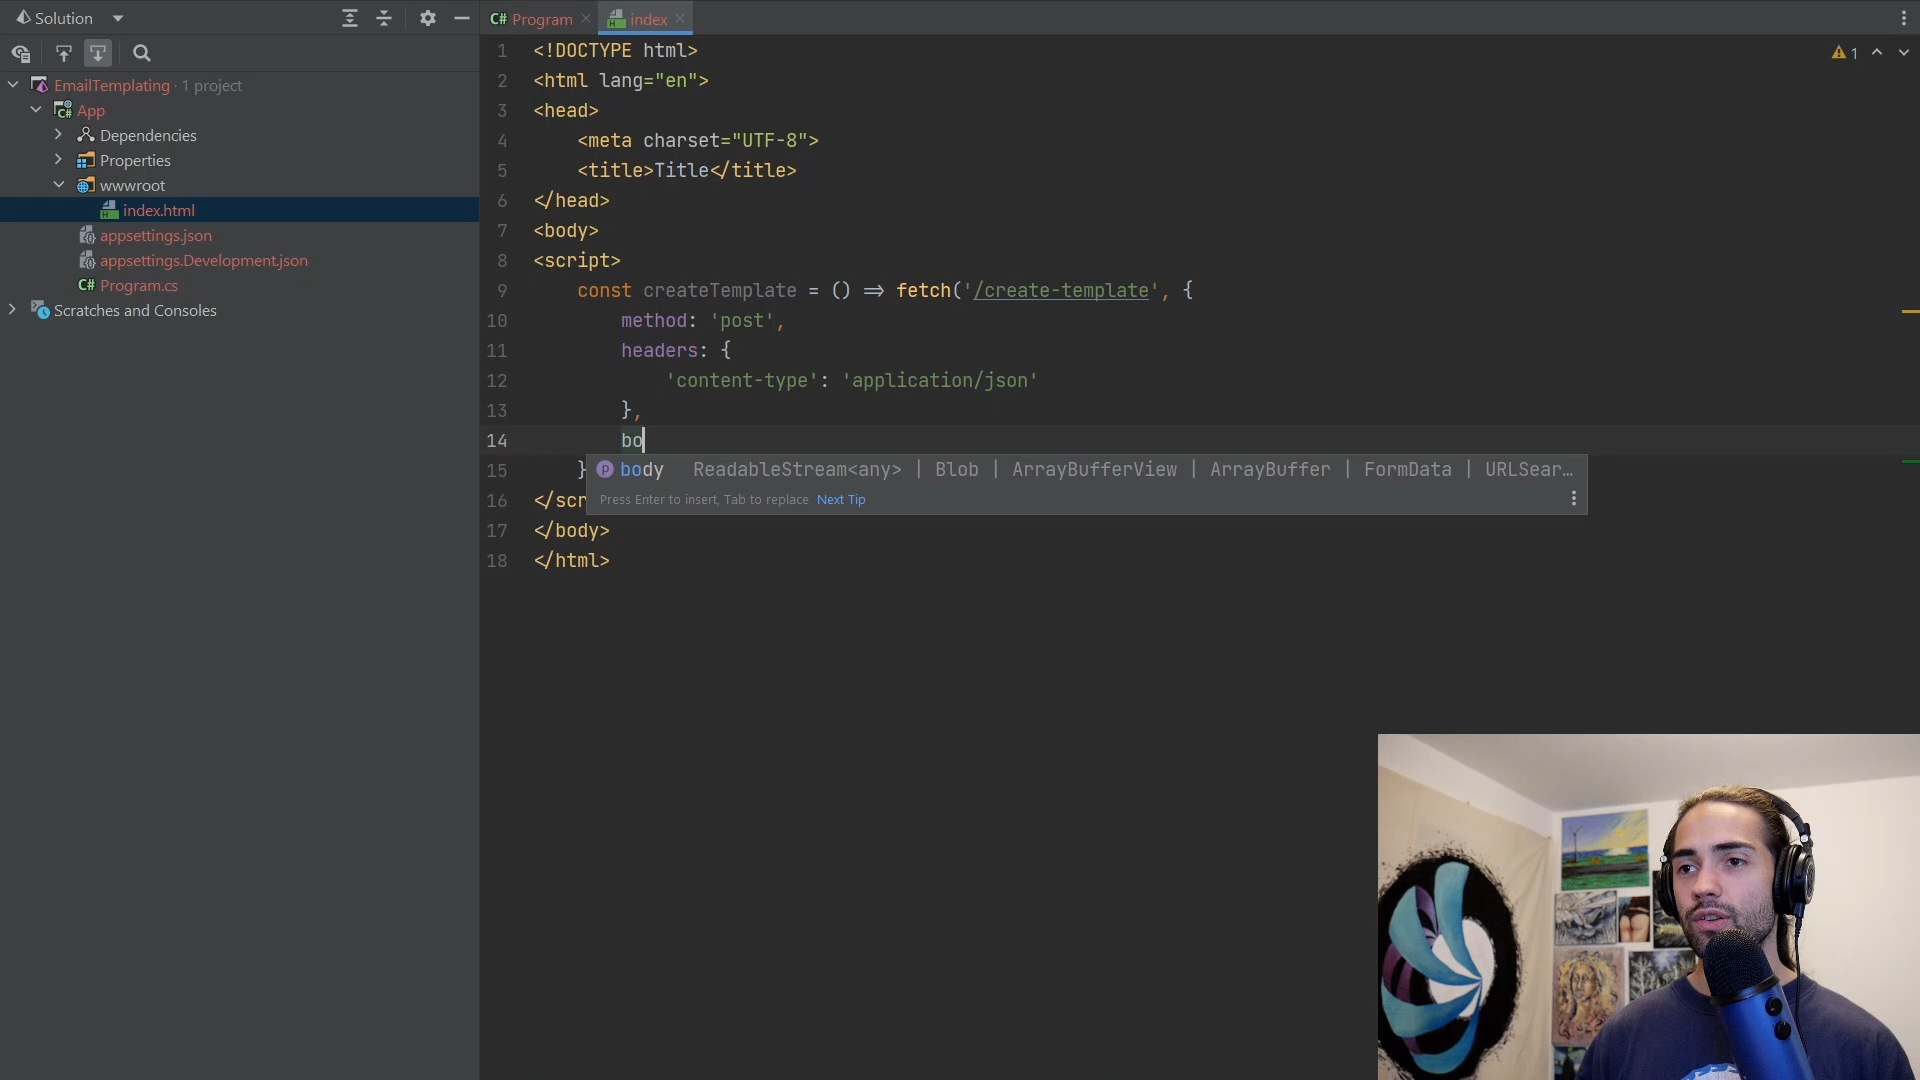 Solution
EmailTemplating · 1 project
App
Dependencies
Properties
wwwroot
index.html
appsettings.json
appsettings.Development.json
C# Program.cs
Scratches and Consoles
C# Program
index
1
1 <!DOCTYPE html>
2 <html lang="en">
3 <head>
4 <meta charset="UTF-8">
5 <title>Title</title>
6 </head>
7 <body>
8 <script>
9 const createTemplate = () => fetch('/create-template', {
10 method: 'post',
11 headers: {
12 'content-type': 'application/json'
13 },
14 bo
15 }
body ReadableStream<any> | Blob | ArrayBufferView | ArrayBuffer | FormData | URLSear…
Press Enter to insert, Tab to replace Next Tip
16 </scr
17 </body>
18 </html>